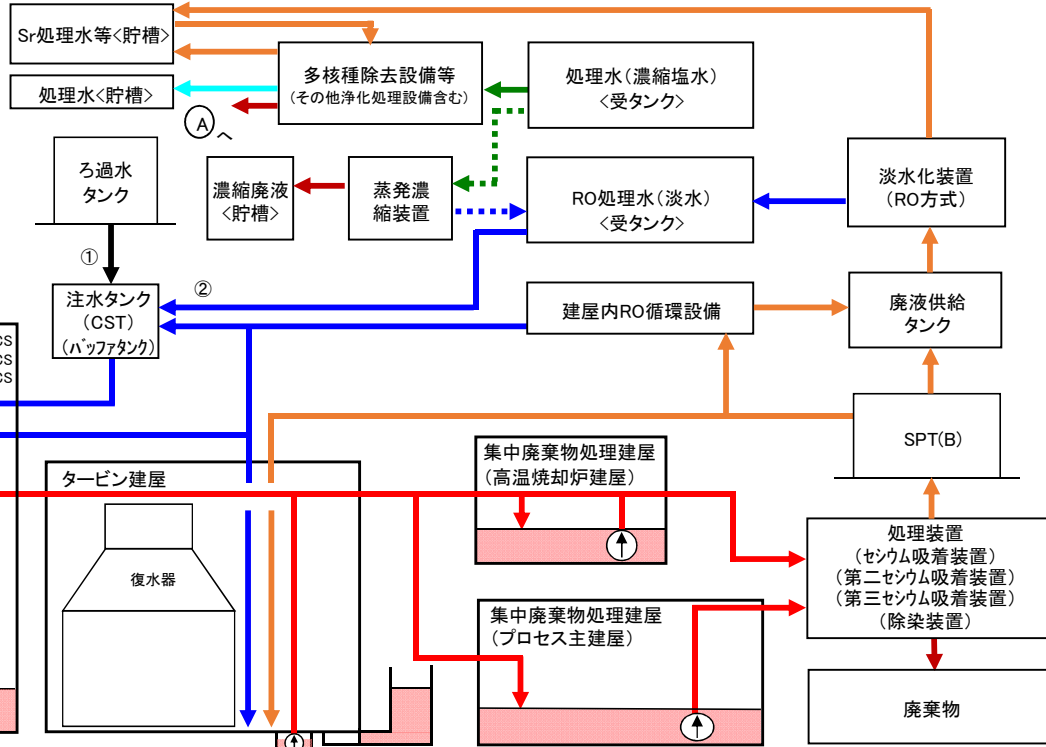 Sr処理水等<貯槽>
処理水<貯槽>
多核種除去設備等
(その他浄化処理設備含む)
処理水(濃縮塩水)
<受タンク>
Aへ
ろ過水
タンク
濃縮廃液
<貯槽>
蒸発濃
縮装置
RO処理水(淡水)
<受タンク>
淡水化装置
(RO方式)
①
②
注水タンク
(CST)
(バッファタンク)
建屋内RO循環設備
廃液供給
タンク
CS
CS
CS
SPT(B)
タービン建屋
復水器
集中廃棄物処理建屋
(高温焼却炉建屋)
処理装置
(セシウム吸着装置)
(第二セシウム吸着装置)
(第三セシウム吸着装置)
(除染装置)
集中廃棄物処理建屋
(プロセス主建屋)
廃棄物